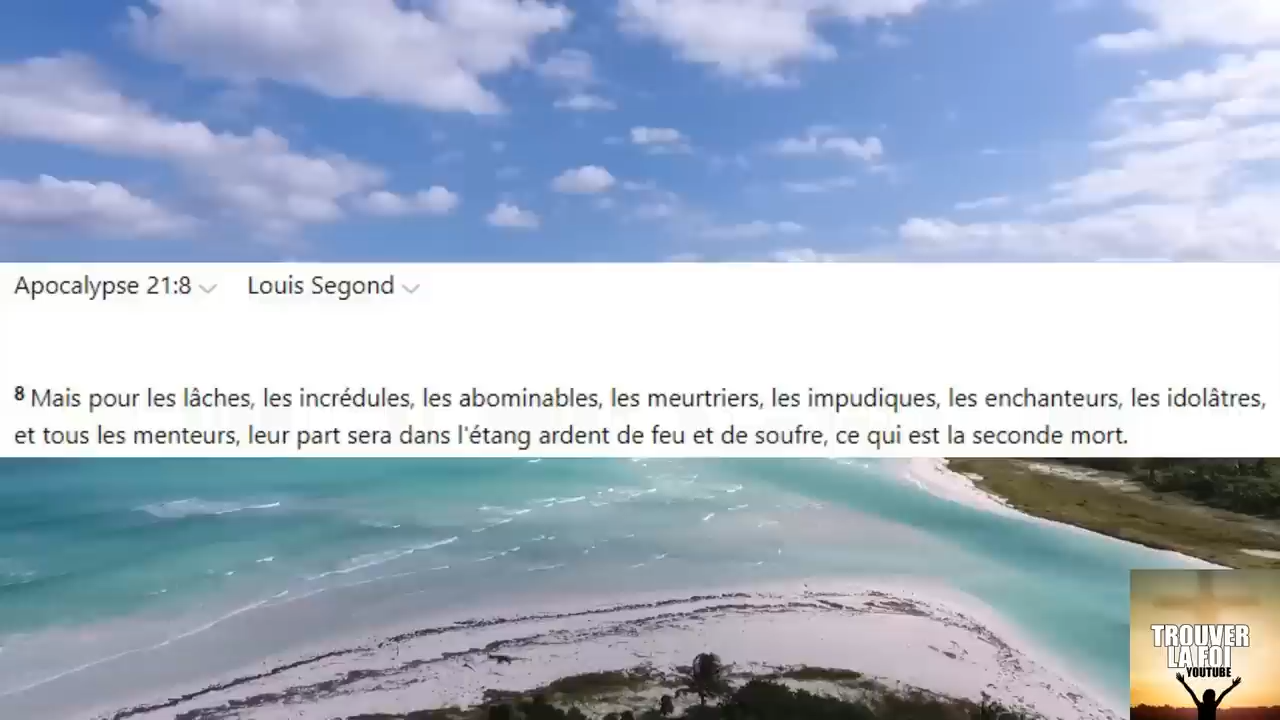 Apocalypse 21:8 Louis Segond
8 Mais pour les lâches, les incrédules, les abominables, les meurtriers, les impudiques, les enchanteurs, les idolâtres,
et tous les menteurs, leur part sera dans l'étang ardent de feu et de soufre, ce qui est la seconde mort.
TROUVER
LA FOI
YOUTUBE